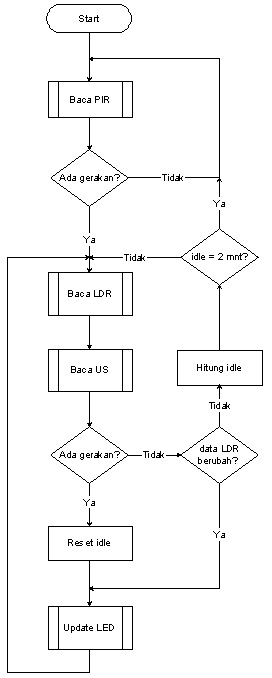 Start
Baca PIR
Ada gerakan?
Tidak
Ya
Ya
Tidak
idle = 2 mnt?
Baca LDR
Baca US
Hitung idle
Tidak
Ada gerakan?
Tidak
data LDR
berubah?
Ya
Reset idle
Ya
Update LED